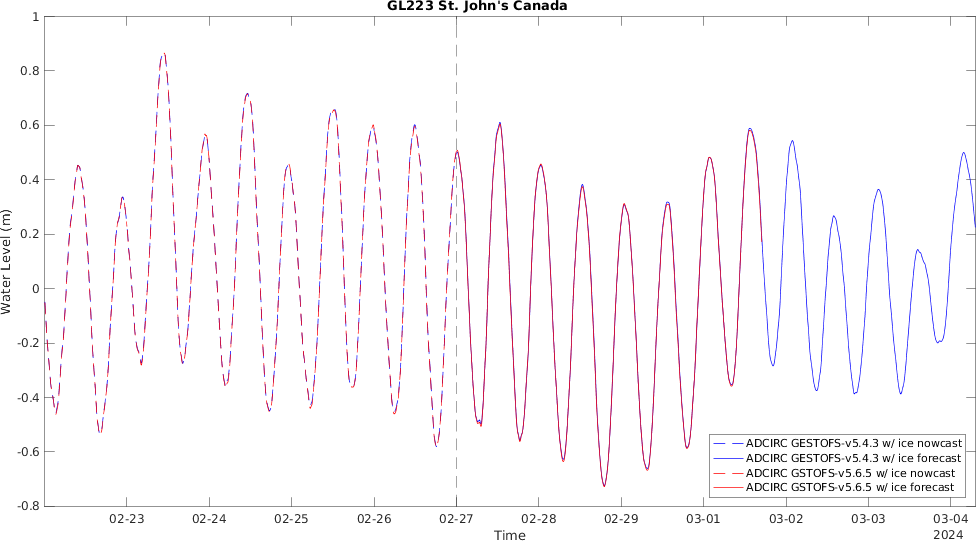 GL223 St. John's Canada
Water Level (m)
1
0.8
0.6
0.4
0.2
0
-0.2
-0.4
-0.6
-0.8
ADCIRC GESTOFS-v5.4.3 w/ ice nowcast
ADCIRC GESTOFS-v5.4.3 w/ ice forecast
ADCIRC GSTOFS-v5.6.5 w/ ice nowcast
ADCIRC GSTOFS-v5.6.5 w/ ice forecast
02-23 02-24 02-25 02-26 02-27 02-28 02-29 03-01 03-02 03-03 03-04
Time 2024